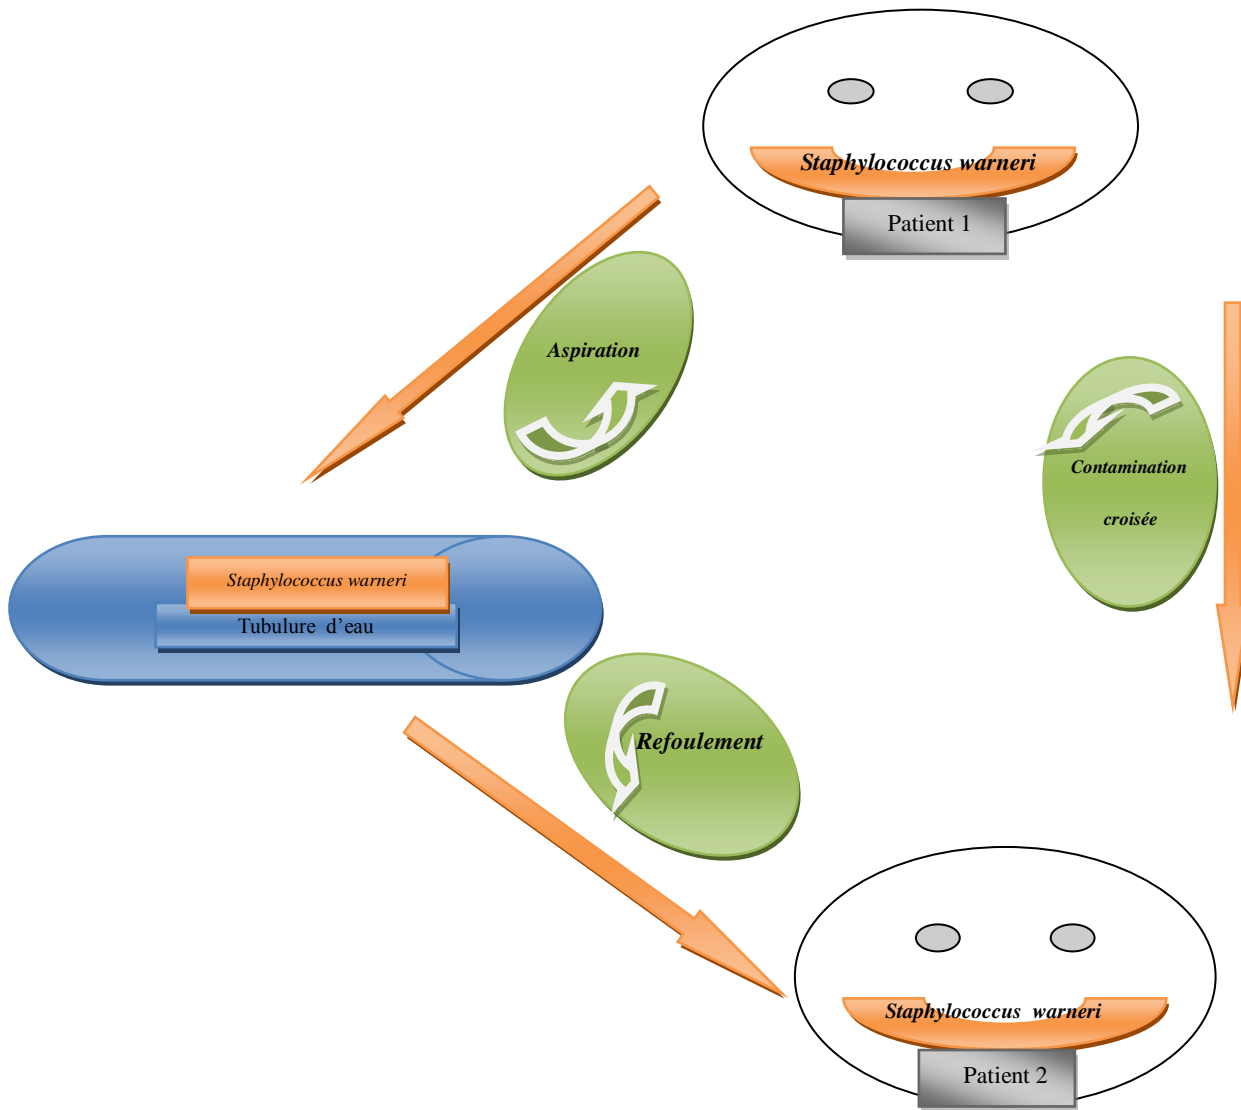 Staphylococcus warneri
Patient 1
Aspiration
Contamination
croisée
Staphylococcus warneri
Tubulure d'eau
Refoulement
Staphylococcus warneri
Patient 2